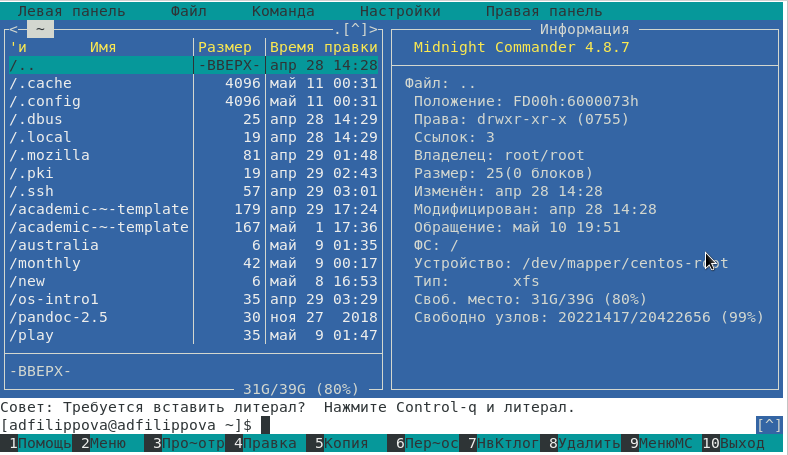 Левая панель Файл Команда Настройки Правая панель
<- ~ .[^]>
'и Имя Размер Время правки
/.. -ВВЕРХ- апр 28 14:28
/.cache 4096 май 11 00:31
/.config 4096 май 11 00:31
/.dbus 25 апр 28 14:29
/.local 19 апр 28 14:29
/.mozilla 81 апр 29 01:48
/.pki 19 апр 29 02:43
/.ssh 57 апр 29 03:01
/academic-~-template 179 апр 29 17:24
/academic-~-template 167 май 1 17:36
/australia 6 май 9 01:35
/monthly 42 май 9 00:17
/new 6 май 8 16:53
/os-intro1 35 апр 29 03:29
/pandoc-2.5 30 ноя 27 2018
/play 35 май 9 01:47
-ВВЕРХ-
31G/39G (80%)
Информация
Midnight Commander 4.8.7
Файл: ..
Положение: FD00h:6000073h
Права: drwxr-xr-x (0755)
Ссылок: 3
Владелец: root/root
Размер: 25(0 блоков)
Изменён: апр 28 14:28
Модифицирован: апр 28 14:28
Обращение: май 10 19:51
ФС: /
Устройство: /dev/mapper/centos-root
Тип: xfs
Своб. место: 31G/39G (80%)
Свободно узлов: 20221417/20422656 (99%)
Совет: Требуется вставить литерал? Нажмите Control-q и литерал.
[adfilippova@adfilippova ~]$ [^]
1Помощь 2Меню 3Про~отр 4Правка 5Копия 6Пер~ос 7НвКтлог 8Удалить 9МенюМС 10Выход